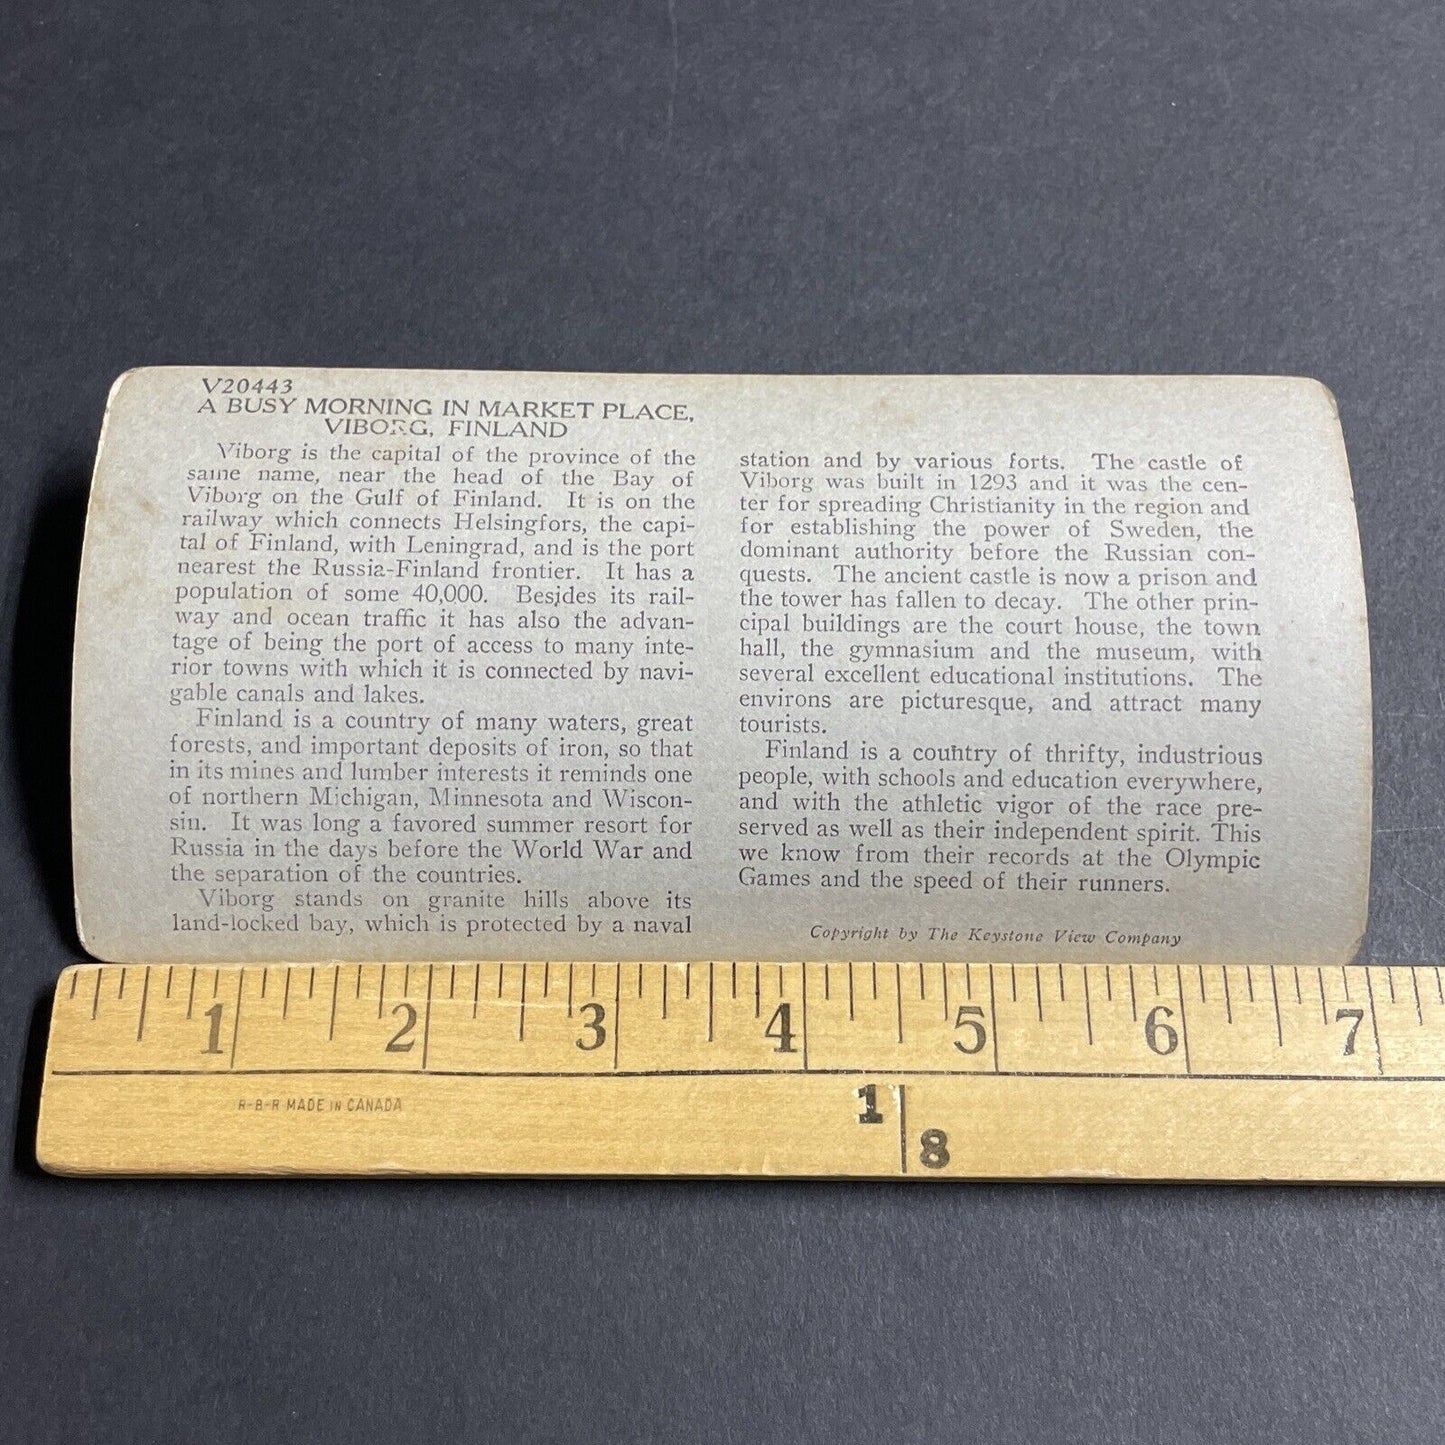 V20443
A BUSY MORNING IN MARKET PLACE,
VIBORG, FINLAND
Viborg is the capital of the province of the
same name, near the head of the Bay of
Viborg on the Gulf of Finland. It is on the
railway which connects Helsingfors, the capi-
tal of Finland, with Leningrad, and is the port
nearest the Russia-Finland frontier. It has a
population of some 40,000. Besides its rail-
way and ocean traffic it has also the advan-
tage of being the port of access to many inte-
rior towns with which it is connected by navi-
gable canals and lakes.
Finland is a country of many waters, great
forests, and important deposits of iron, so that
in its mines and lumber interests it reminds one
of northern Michigan, Minnesota and Wiscon-
sin. It was long a favored summer resort for
Russia in the days before the World War and
the separation of the countries.
Viborg stands on granite hills above its
land-locked bay, which is protected by a naval
station and by various forts. The castle of
Viborg was built in 1293 and it was the cen-
ter for spreading Christianity in the region and
for establishing the power of Sweden, the
dominant authority before the Russian con-
quests. The ancient castle is now a prison and
the tower has fallen to decay. The other prin-
cipal buildings are the court house, the town
hall, the gymnasium and the museum, with
several excellent educational institutions. The
environs are picturesque, and attract many
tourists.
Finland is a country of thrifty, industrious
people, with schools and education everywhere,
and with the athletic vigor of the race pre-
served as well as their independent spirit. This
we know from their records at the Olympic
Games and the speed of their runners.
Copyright by The Keystone View Company
1 2 3 4 5 6 7
R-B-R MADE IN CANADA
1
8